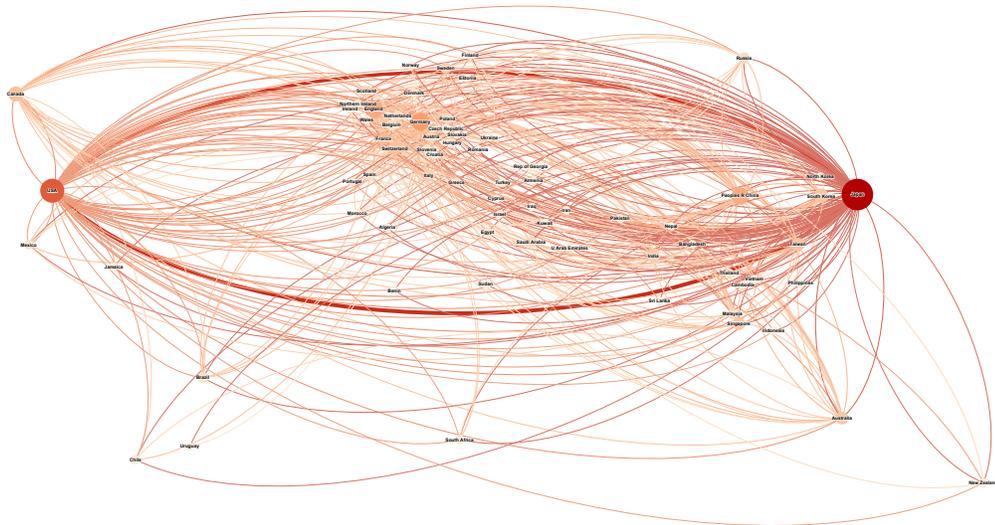 Finland
Russia
Norway
Sweden
Estonia
Scotland
Denmark
Canada
Northern Ireland
Ireland
England
Netherlands
Wales
Belgium
Germany
Poland
Czech Republic
Slovakia
Austria
France
Hungary
Ukraine
Switzerland
Slovenia
Croatia
Romania
Rep of Georgia
Spain
Italy
Portugal
Greece
Turkey
Armenia
North Korea
USA
Cyprus
Peoples R China
South Korea
Japan
Morocco
Israel
Iraq
Iran
Algeria
Kuwait
Pakistan
Egypt
Nepal
Mexico
Saudi Arabia
U Arab Emirates
Bangladesh
Taiwan
India
Jamaica
Thailand
Vietnam
Cambodia
Philippines
Sudan
Benin
Sri Lanka
Malaysia
Singapore
Indonesia
Brazil
Australia
Uruguay
South Africa
Chile
New Zealan